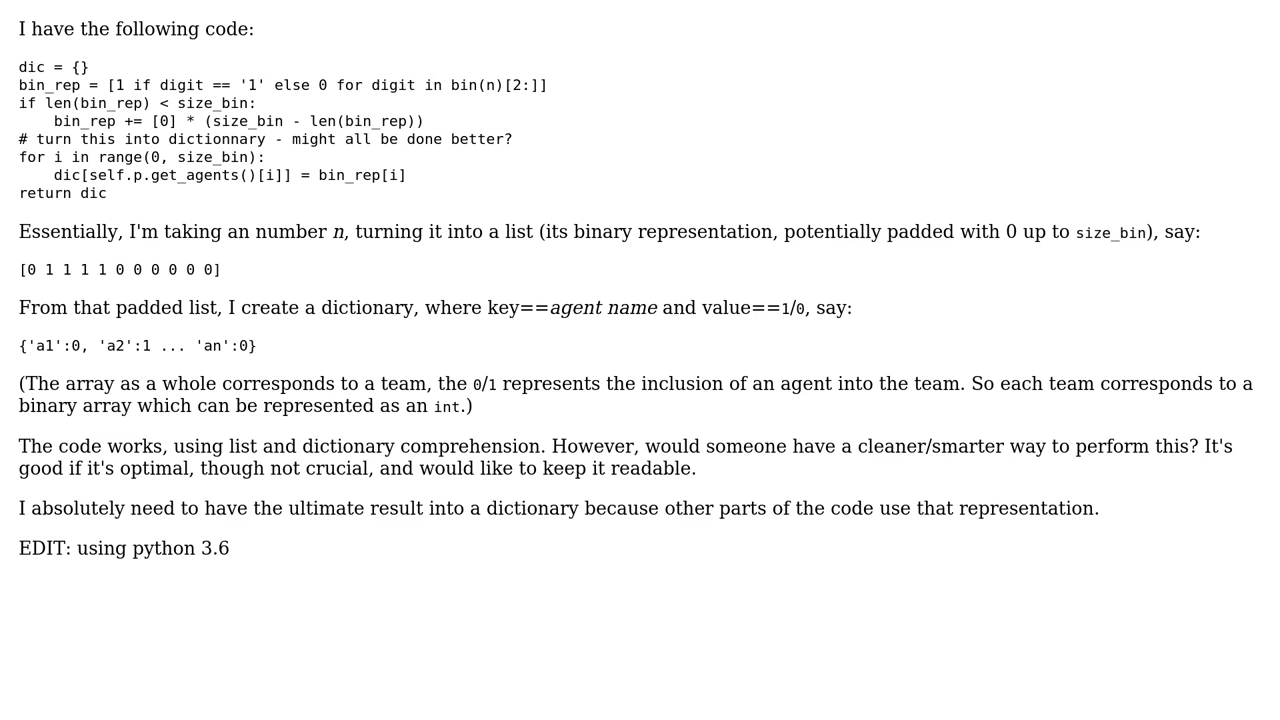 I have the following code:
dic = {}
bin_rep = [1 if digit == '1' else 0 for digit in bin(n)[2:]]
if len(bin_rep) < size_bin:
    bin_rep += [0] * (size_bin - len(bin_rep))
# turn this into dictionnary - might all be done better?
for i in range(0, size_bin):
    dic[self.p.get_agents()[i]] = bin_rep[i]
return dic
Essentially, I'm taking an number n, turning it into a list (its binary representation, potentially padded with 0 up to size_bin), say:
[0 1 1 1 1 0 0 0 0 0 0]
From that padded list, I create a dictionary, where key==agent name and value==1/0, say:
{'a1':0, 'a2':1 ... 'an':0}
(The array as a whole corresponds to a team, the 0/1 represents the inclusion of an agent into the team. So each team corresponds to a
binary array which can be represented as an int.)
The code works, using list and dictionary comprehension. However, would someone have a cleaner/smarter way to perform this? It's
good if it's optimal, though not crucial, and would like to keep it readable.
I absolutely need to have the ultimate result into a dictionary because other parts of the code use that representation.
EDIT: using python 3.6